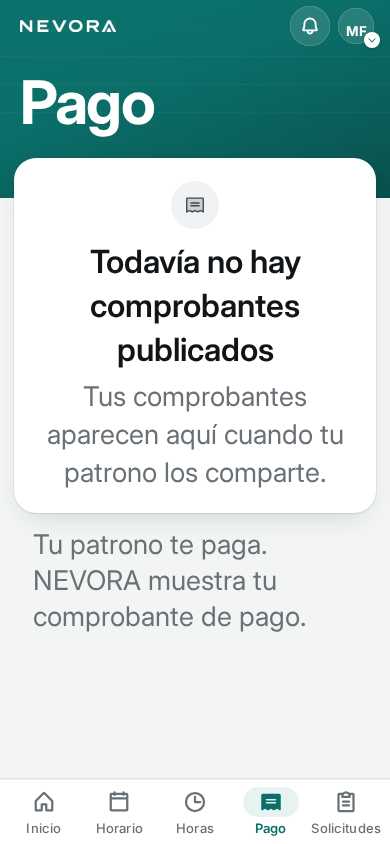 NEVORA
MF
Pago
Todavía no hay
comprobantes
publicados
Tus comprobantes
aparecen aquí cuando tu
patrono los comparte.
Tu patrono te paga.
NEVORA muestra tu
comprobante de pago.
Inicio Horario Horas Pago Solicitudes